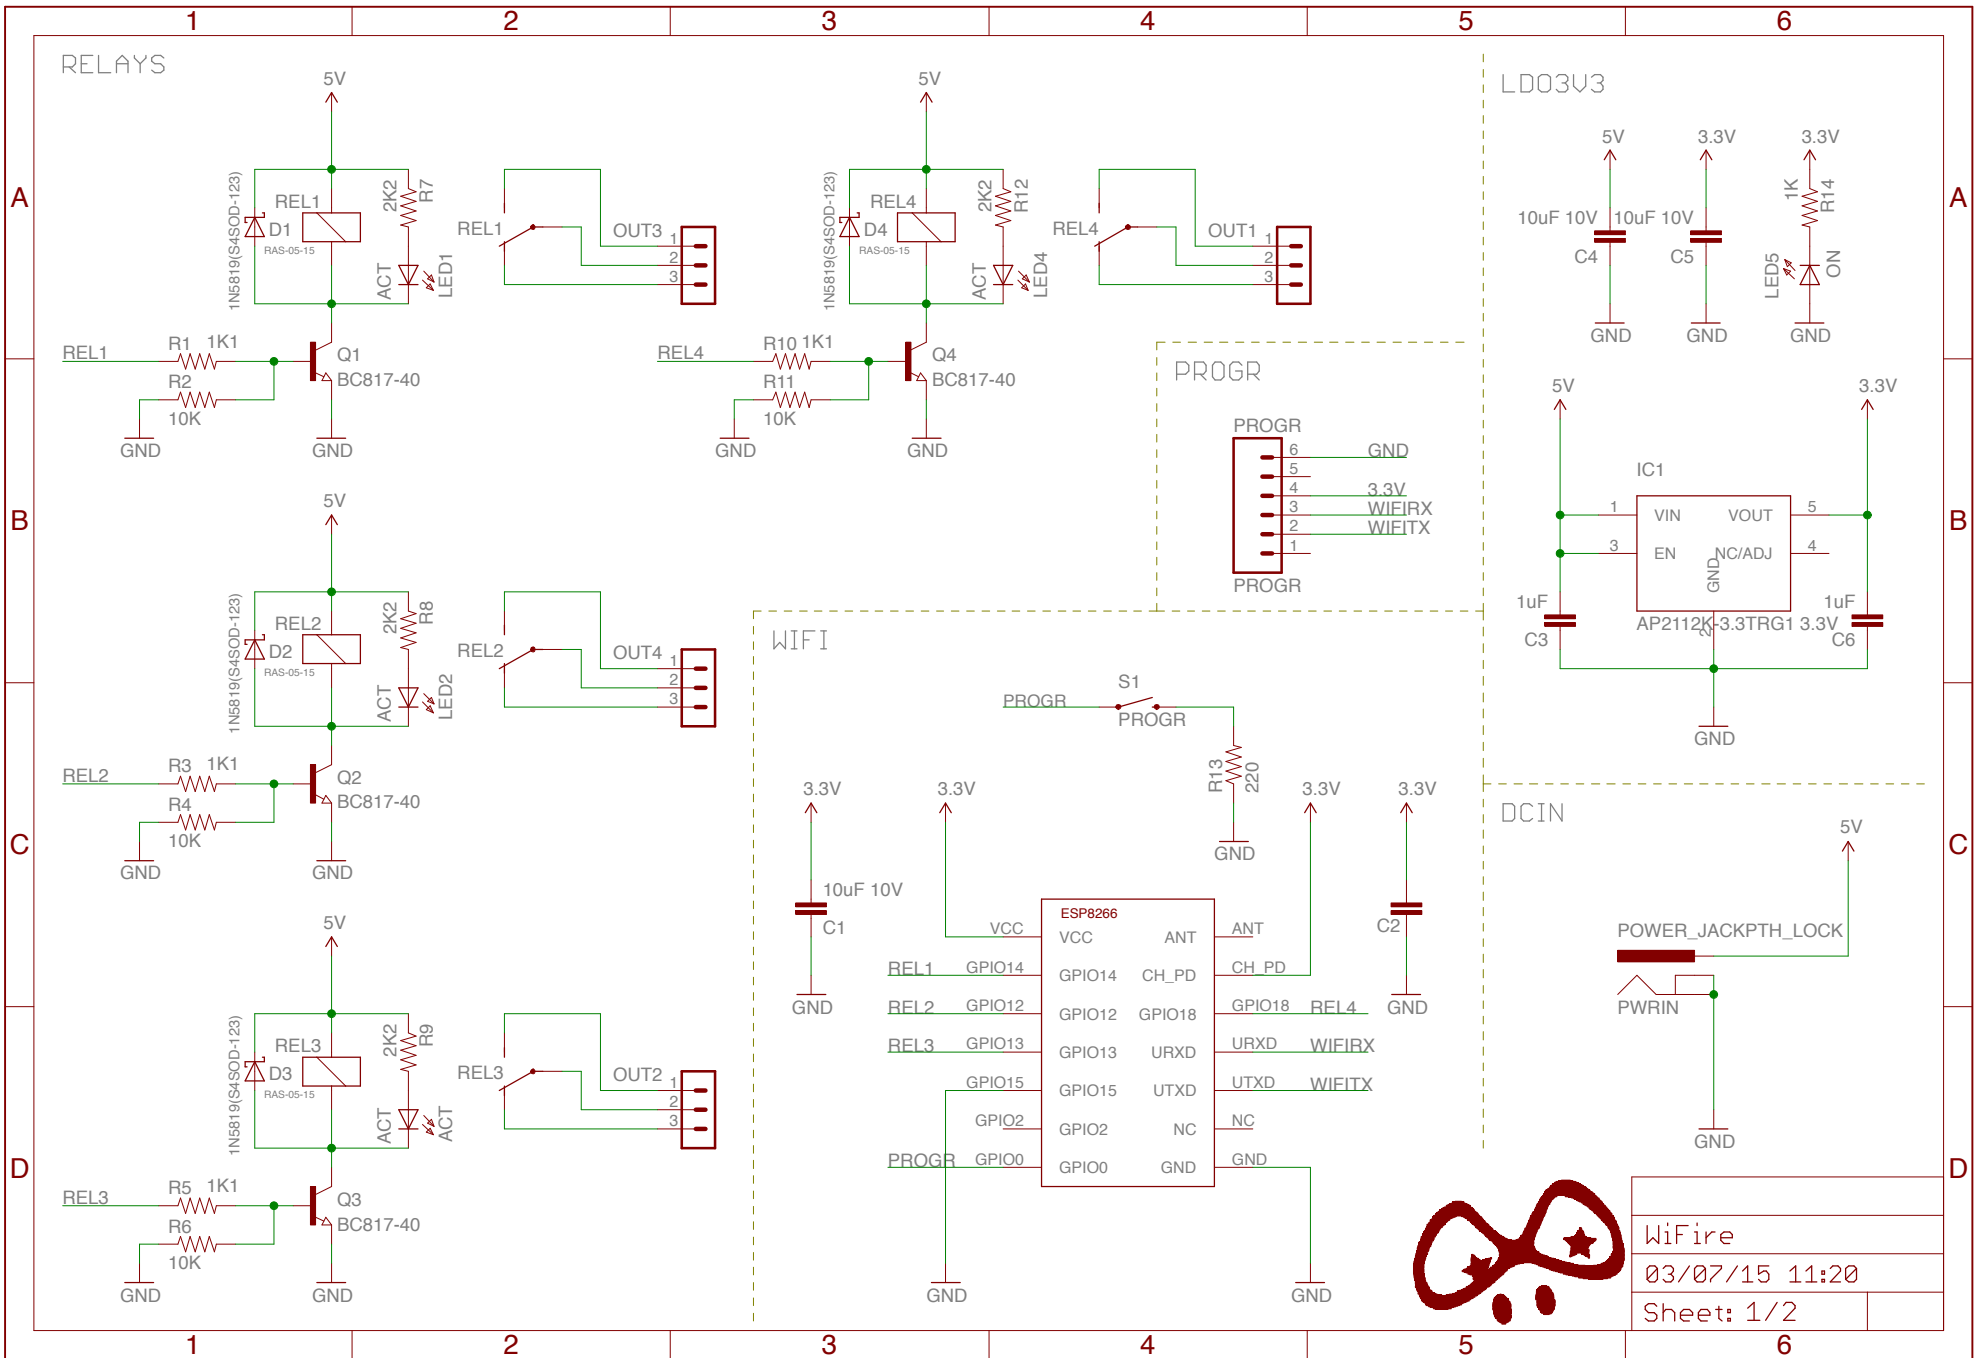 1 2 3 4 5 6
A
B
C
D
RELAYS
5V
1N5819(S4SOD-123)
D1
REL1
RAS-05-15
2K2
R7
ACT
LED1
REL1
OUT3
1
2
3
REL1
R1 1K1
R2
10K
Q1
BC817-40
GND
GND
5V
1N5819(S4SOD-123)
D4
REL4
RAS-05-15
2K2
R12
ACT
LED4
REL4
OUT1
1
2
3
REL4
R10 1K1
R11
10K
Q4
BC817-40
GND
GND
5V
1N5819(S4SOD-123)
D2
REL2
RAS-05-15
2K2
R8
ACT
LED2
REL2
OUT4
1
2
3
REL2
R3 1K1
R4
10K
Q2
BC817-40
GND
GND
5V
1N5819(S4SOD-123)
D3
REL3
RAS-05-15
2K2
R9
ACT
ACT
REL3
OUT2
1
2
3
REL3
R5 1K1
R6
10K
Q3
BC817-40
GND
GND
PROGR
PROGR
6 GND
5
4 3.3V
3 WIFIRX
2 WIFITX
1
PROGR
WIFI
PROGR
S1
PROGR
R13
220
GND
3.3V
10uF 10V
C1
GND
3.3V
3.3V
3.3V
C2
GND
ESP8266
VCC VCC ANT ANT
REL1 GPIO14 GPIO14 CH_PD CH_PD
REL2 GPIO12 GPIO12 GPIO18 GPIO18 REL4
REL3 GPIO13 GPIO13 URXD URXD WIFIRX
GPIO15 GPIO15 UTXD UTXD WIFITX
GPIO2 GPIO2 NC NC
PROGR GPIO0 GPIO0 GND GND
GND
GND
LDO3V3
5V
10uF 10V
C4
GND
3.3V
10uF 10V
C5
GND
3.3V
1K
R14
LED5
ON
GND
5V
3.3V
IC1
1 VIN VOUT 5
3 EN NC/ADJ 4
GND
2
AP2112K-3.3TRG1 3.3V
1uF
C3
1uF
C6
GND
DCIN
5V
POWER_JACKPTH_LOCK
PWRIN
GND
WiFire
03/07/15 11:20
Sheet: 1/2
A
B
C
D
1 2 3 4 5 6